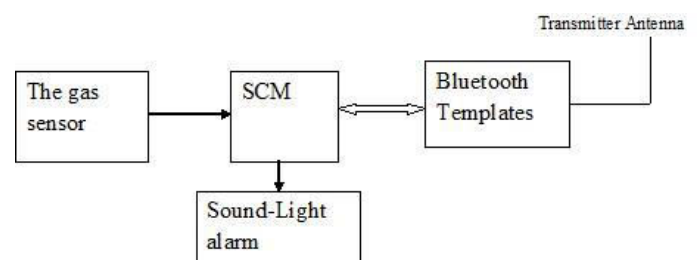 Transmitter Antenna
The gas
sensor
SCM
Bluetooth
Templates
Sound-Light
alarm